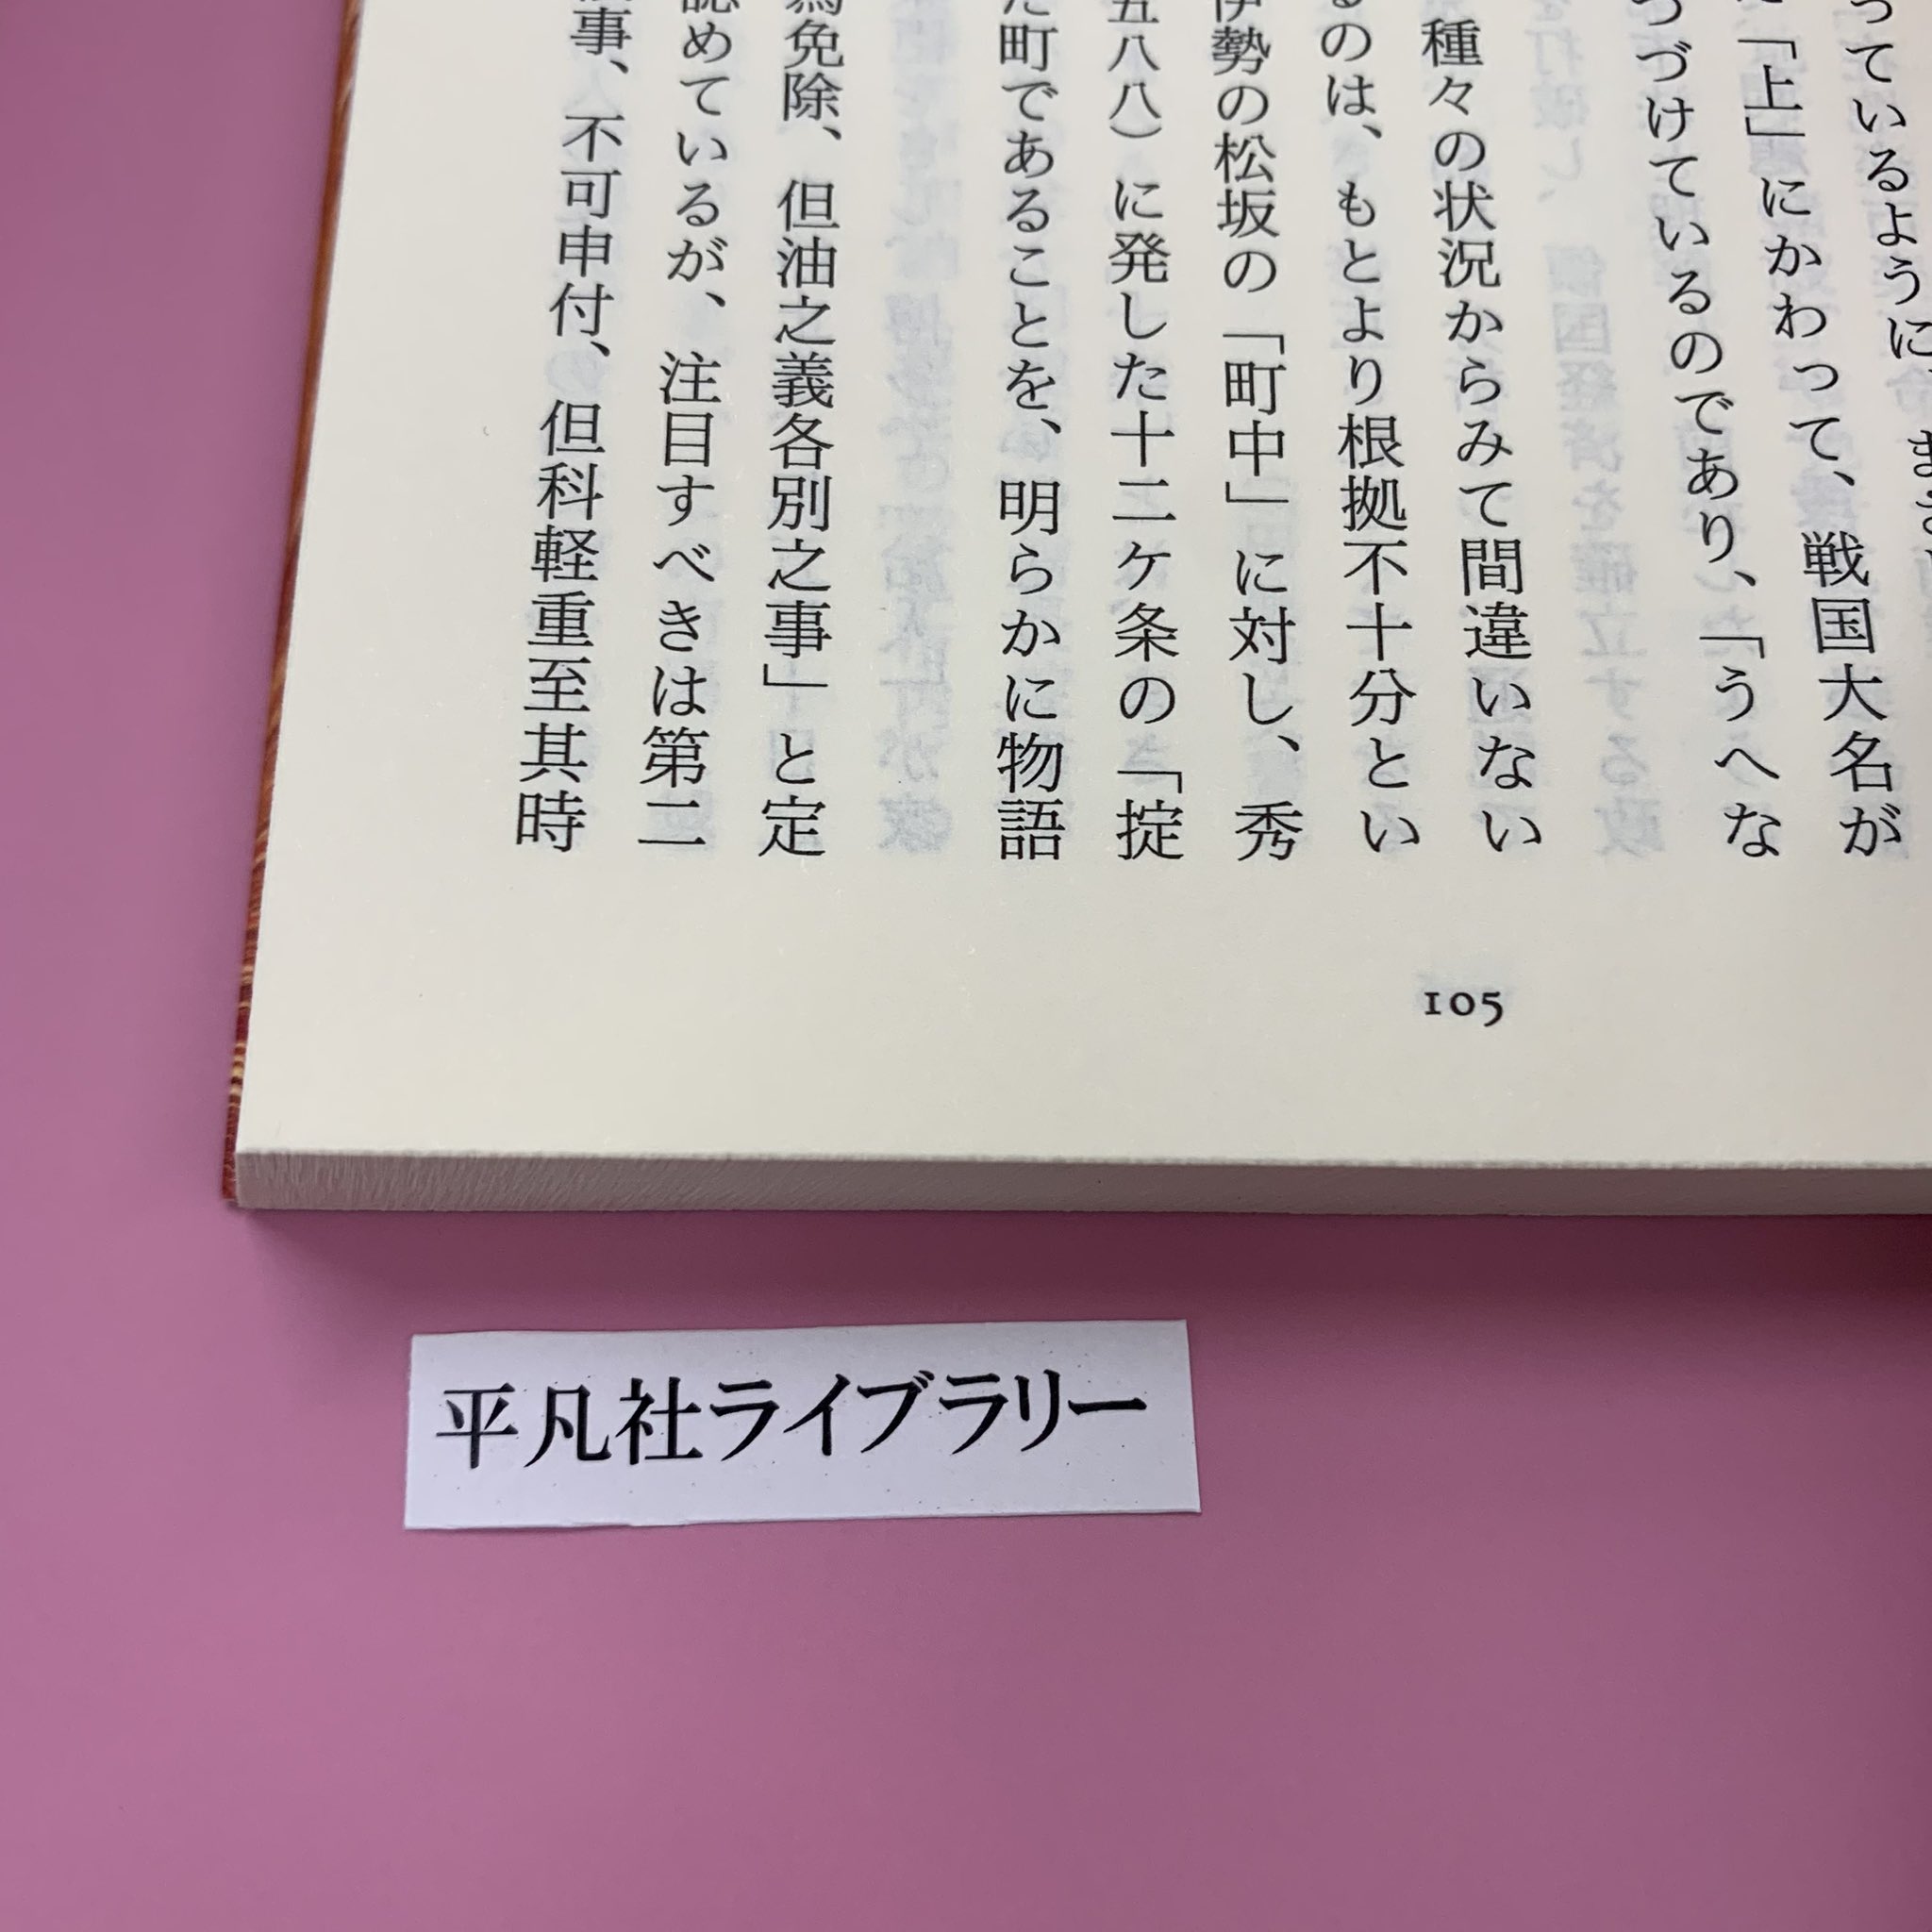 っているように、
「上」にかわって、戦国大名が
つづけているのであり、「うへな
種々の状況からみて間違いない
るのは、もとより根拠不十分とい
伊勢の松坂の「町中」に対し、秀
五八八）に発した十二ケ条の「掟
た町であることを、明らかに物語
免除、但油之義各別之事」と定
認めているが、注目すべきは第二
事、不可申付、但科軽重至其時
105
平凡社ライブラリー